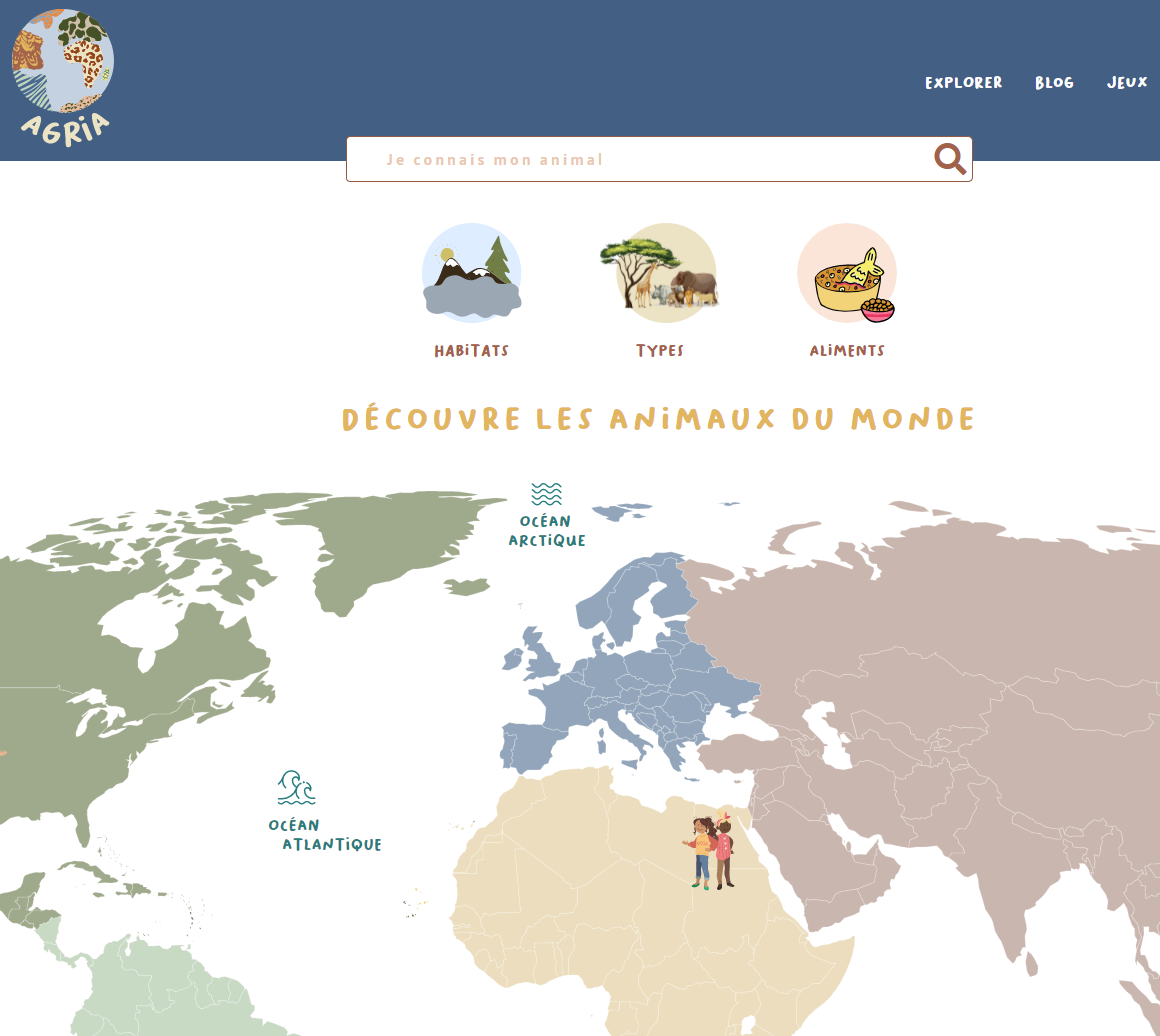 AGRiA
EXPLORER BLOG JEUX
Je connais mon animal
HABiTATS TYPES ALiMENTS
DÉCOUVRE LES ANiMAUX DU MONDE
OCÉAN
ARCTiQUE
OCÉAN
ATLANTiQUE